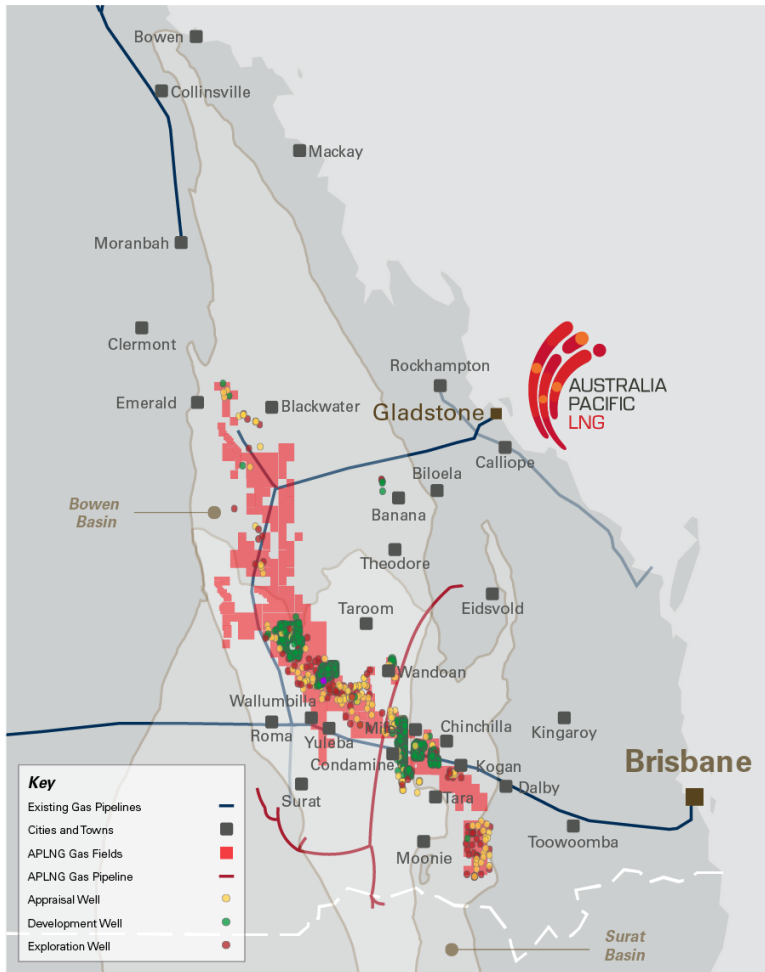 Bowen
Collinsville
Mackay
Moranbah
Clermont
Rockhampton
Emerald
Blackwater
Gladstone
AUSTRALIA
PACIFIC
LNG
Calliope
Biloela
Bowen
Basin
Banana
Theodore
Taroom
Eidsvold
Wandoan
Wallumbilla
Roma
Yuleba
Miles
Chinchilla
Kingaroy
Condamine
Kogan
Brisbane
Surat
Tara
Dalby
Moonie
Toowoomba
Key
Existing Gas Pipelines
Cities and Towns
APLNG Gas Fields
APLNG Gas Pipeline
Appraisal Well
Development Well
Exploration Well
Surat
Basin